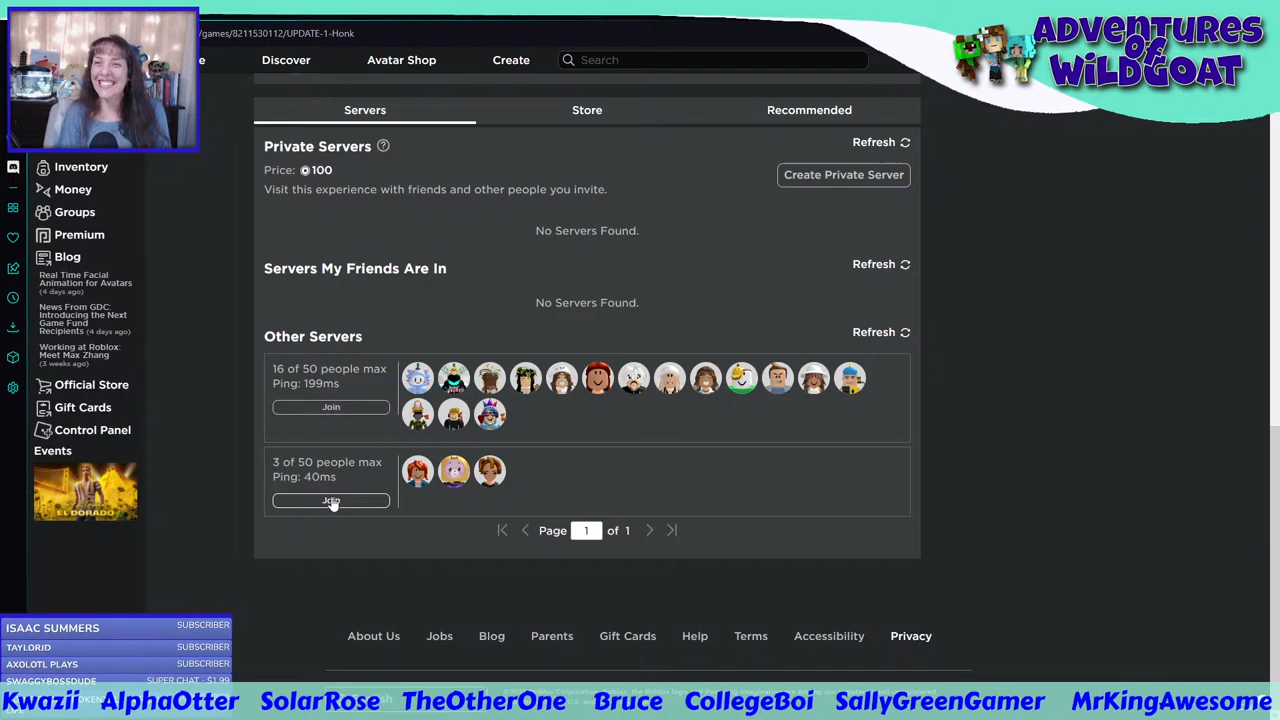 /games/8211530112/UPDATE-1-Honk
ADVENTURES
OF
WILDGOAT
Discover
Avatar Shop
Create
Search
Servers
Store
Recommended
Private Servers
Refresh
Price: 100
Create Private Server
Visit this experience with friends and other people you invite.
No Servers Found.
Servers My Friends Are In
Refresh
No Servers Found.
Other Servers
Refresh
16 of 50 people max
Ping: 199ms
Join
3 of 50 people max
Ping: 40ms
Join
Page 1 of 1
Inventory
Money
Groups
Premium
Blog
Real Time Facial
Animation for Avatars
(4 days ago)
News From GDC:
Introducing the Next
Game Fund
Recipients (4 days ago)
Working at Roblox:
Meet Max Zhang
(3 weeks ago)
Official Store
Gift Cards
Control Panel
Events
EL DORADO
About Us
Jobs
Blog
Parents
Gift Cards
Help
Terms
Accessibility
Privacy
ISAAC SUMMERS SUBSCRIBER
TAYLORJD SUBSCRIBER
AXOLOTL PLAYS SUBSCRIBER
SWAGGYBOSSDUDE SUPER CHAT - $1.99
Kwazii AlphaOtter SolarRose TheOtherOne Bruce CollegeBoi SallyGreenGamer MrKingAwesome